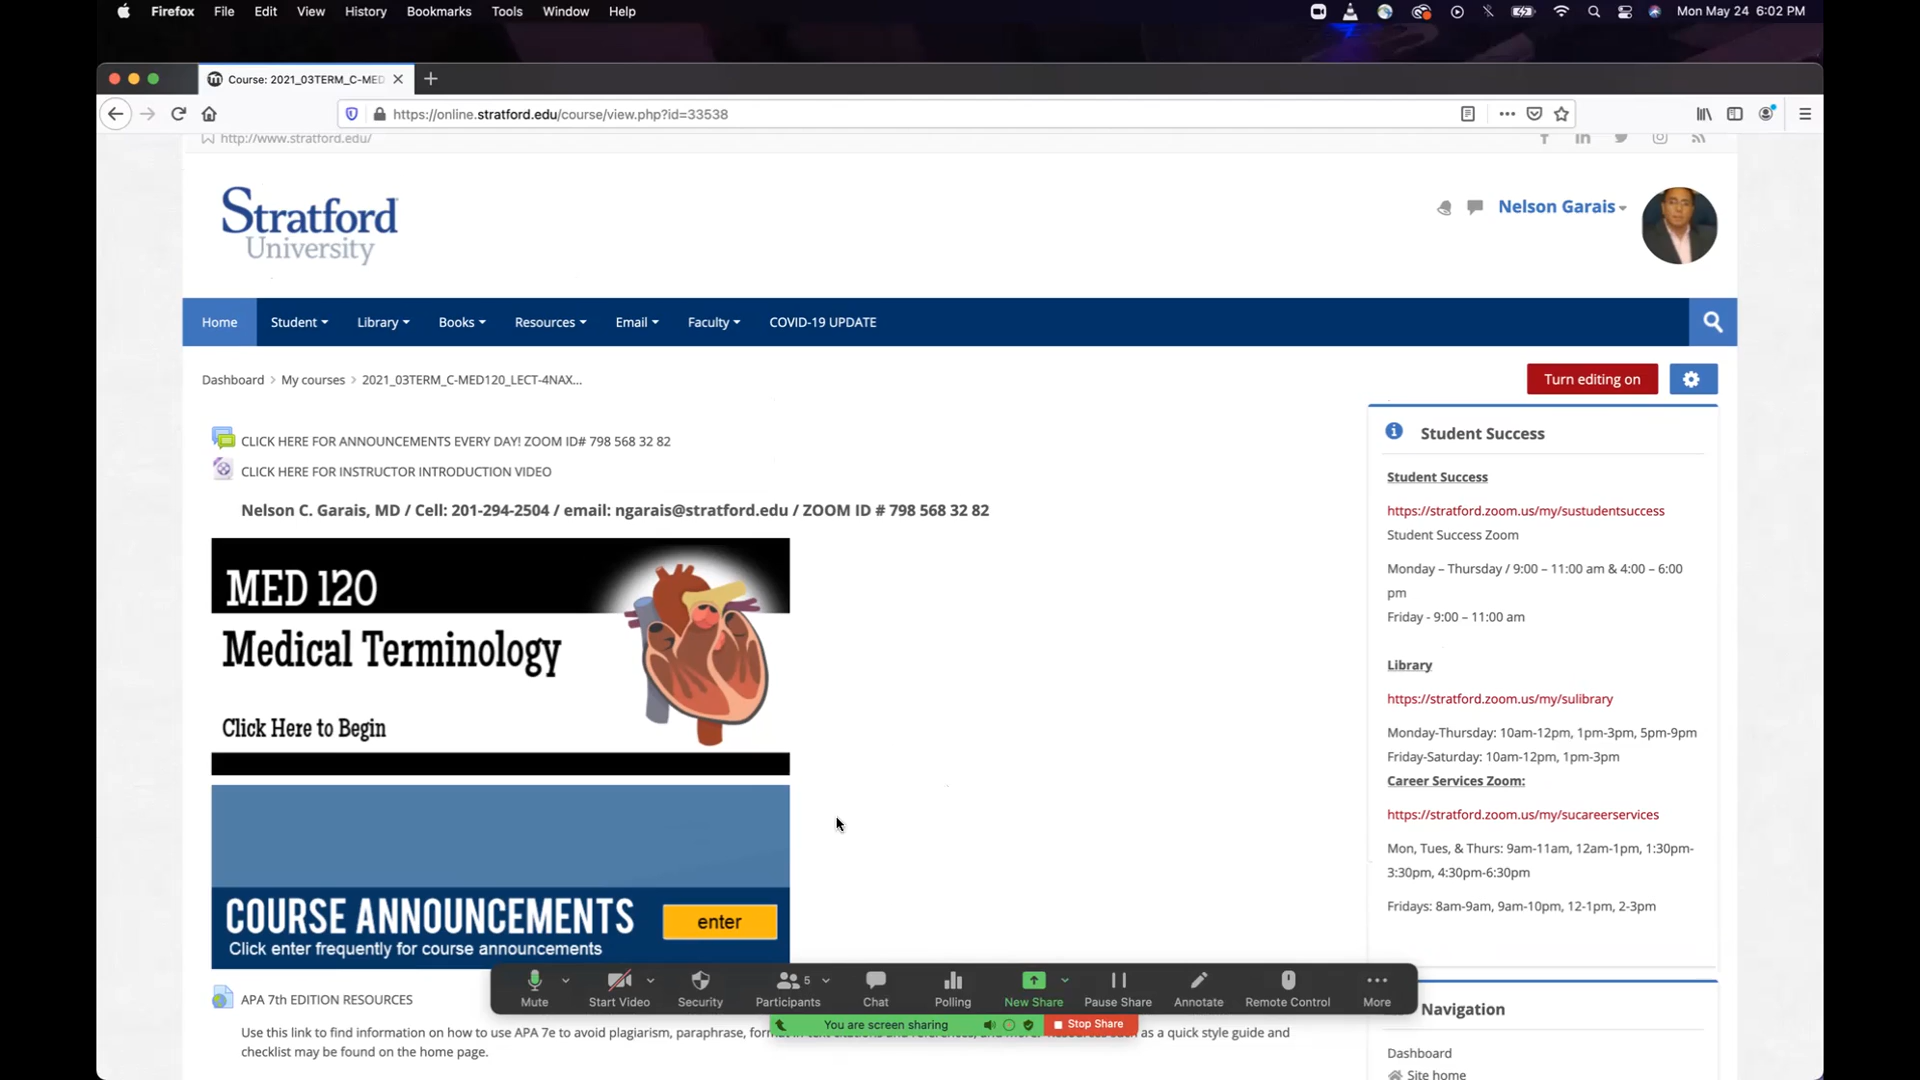 Firefox File Edit View History Bookmarks Tools Window Help Mon May 24 6:02 PM
Course: 2021_03TERM_C-MED
https://online.stratford.edu/course/view.php?id=33538
http://www.stratford.edu/
Stratford
University
Nelson Garais
Home Student Library Books Resources Email Faculty COVID-19 UPDATE
Dashboard > My courses > 2021_03TERM_C-MED120_LECT-4NAX...
Turn editing on
CLICK HERE FOR ANNOUNCEMENTS EVERY DAY! ZOOM ID# 798 568 32 82
CLICK HERE FOR INSTRUCTOR INTRODUCTION VIDEO
Nelson C. Garais, MD / Cell: 201-294-2504 / email: ngarais@stratford.edu / ZOOM ID # 798 568 32 82
MED 120
Medical Terminology
Click Here to Begin
COURSE ANNOUNCEMENTS
enter
Click enter frequently for course announcements
APA 7th EDITION RESOURCES
Use this link to find information on how to use APA 7e to avoid plagiarism, paraphrase, as a quick style guide and
checklist may be found on the home page.
Student Success
Student Success
https://stratford.zoom.us/my/sustudentsuccess
Student Success Zoom
Monday – Thursday / 9:00 – 11:00 am & 4:00 – 6:00
pm
Friday - 9:00 – 11:00 am
Library
https://stratford.zoom.us/my/sulibrary
Monday-Thursday: 10am-12pm, 1pm-3pm, 5pm-9pm
Friday-Saturday: 10am-12pm, 1pm-3pm
Career Services Zoom:
https://stratford.zoom.us/my/sucareerservices
Mon, Tues, & Thurs: 9am-11am, 12am-1pm, 1:30pm-
3:30pm, 4:30pm-6:30pm
Fridays: 8am-9am, 9am-10pm, 12-1pm, 2-3pm
Navigation
Dashboard
Site home
5
Mute Start Video Security Participants Chat Polling New Share Pause Share Annotate Remote Control More
You are screen sharing Stop Share